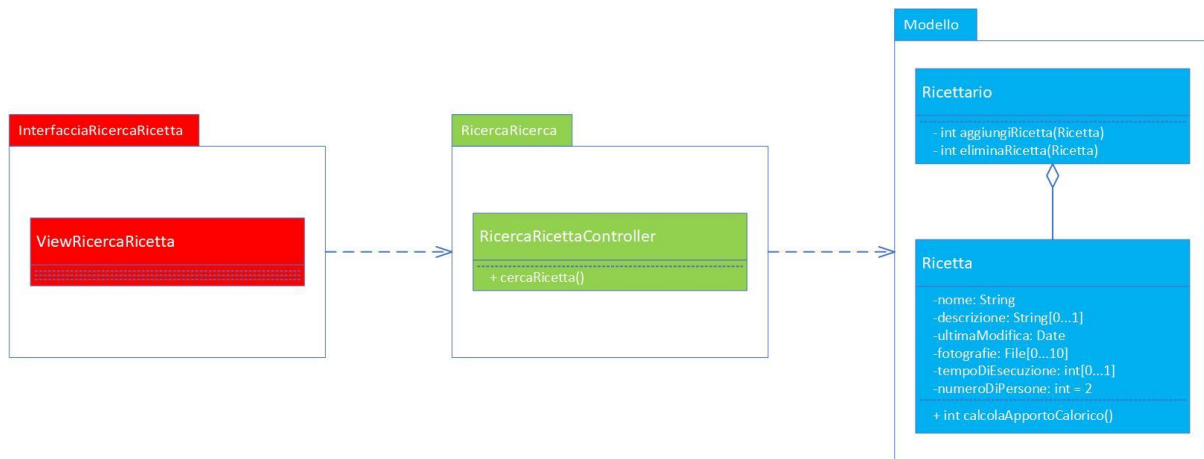 InterfacciaRicercaRicetta
ViewRicercaRicetta
RicercaRicerca
RicercaRicettaController
+ cercaRicetta()
Modello
Ricettario
- int aggiungiRicetta(Ricetta)
- int eliminaRicetta(Ricetta)
Ricetta
-nome: String
-descrizione: String[0...1]
-ultimaModifica: Date
-fotografie: File[0...10]
-tempoDiEsecuzione: int[0...1]
-numeroDiPersone: int = 2
+ int calcolaApportoCalorico()